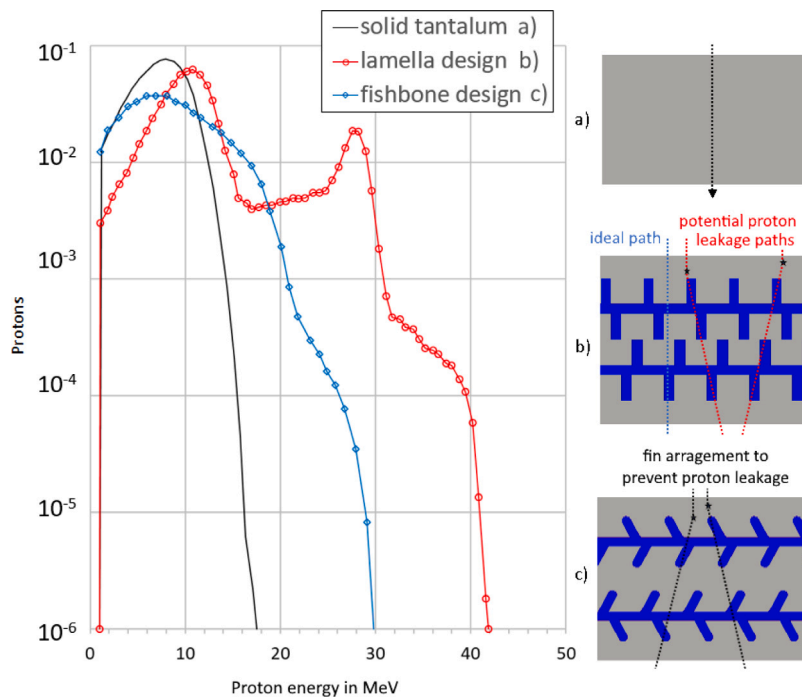 solid tantalum a)
lamella design b)
fishbone design c)
10-1
10-2
10-3
10-4
10-5
10-6
Protons
0 10 20 30 40 50
Proton energy in MeV
a)
potential proton
ideal path leakage paths
b)
fin arragement to
prevent proton leakage
c)